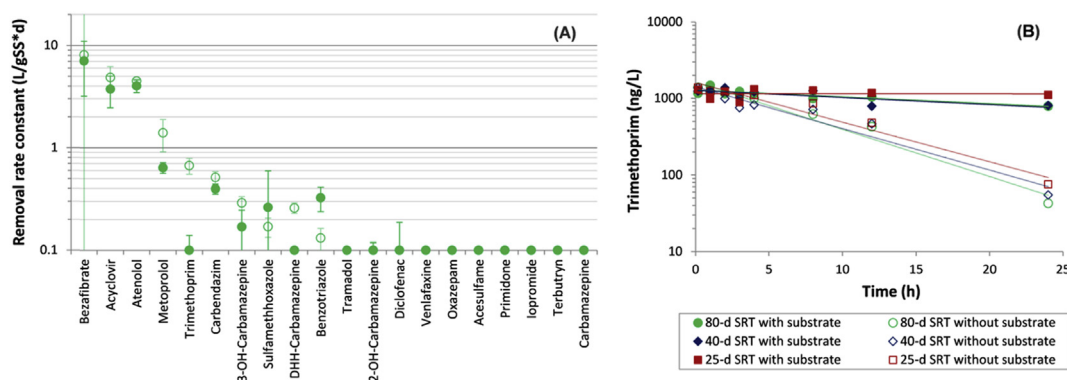 (A)
Removal rate constant (L/gSS*d)
10
1
0.1
Bezafibrate
Acyclovir
Atenolol
Metoprolol
Trimethoprim
Carbendazim
3-OH-Carbamazepine
Sulfamethhoxazole
DHH-Carbamazepine
Benzotriazole
Tramadol
2-OH-Carbamazepine
Diclofenac
Venlafaxine
Oxazepam
Acesulfame
Primidone
Iopromide
Terbutryn
Carbamazepine
(B)
Trimethoprim (ng/L)
10000
1000
100
10
0 5 10 15 20 25
Time (h)
80-d SRT with substrate 80-d SRT without substrate
40-d SRT with substrate 40-d SRT without substrate
25-d SRT with substrate 25-d SRT without substrate